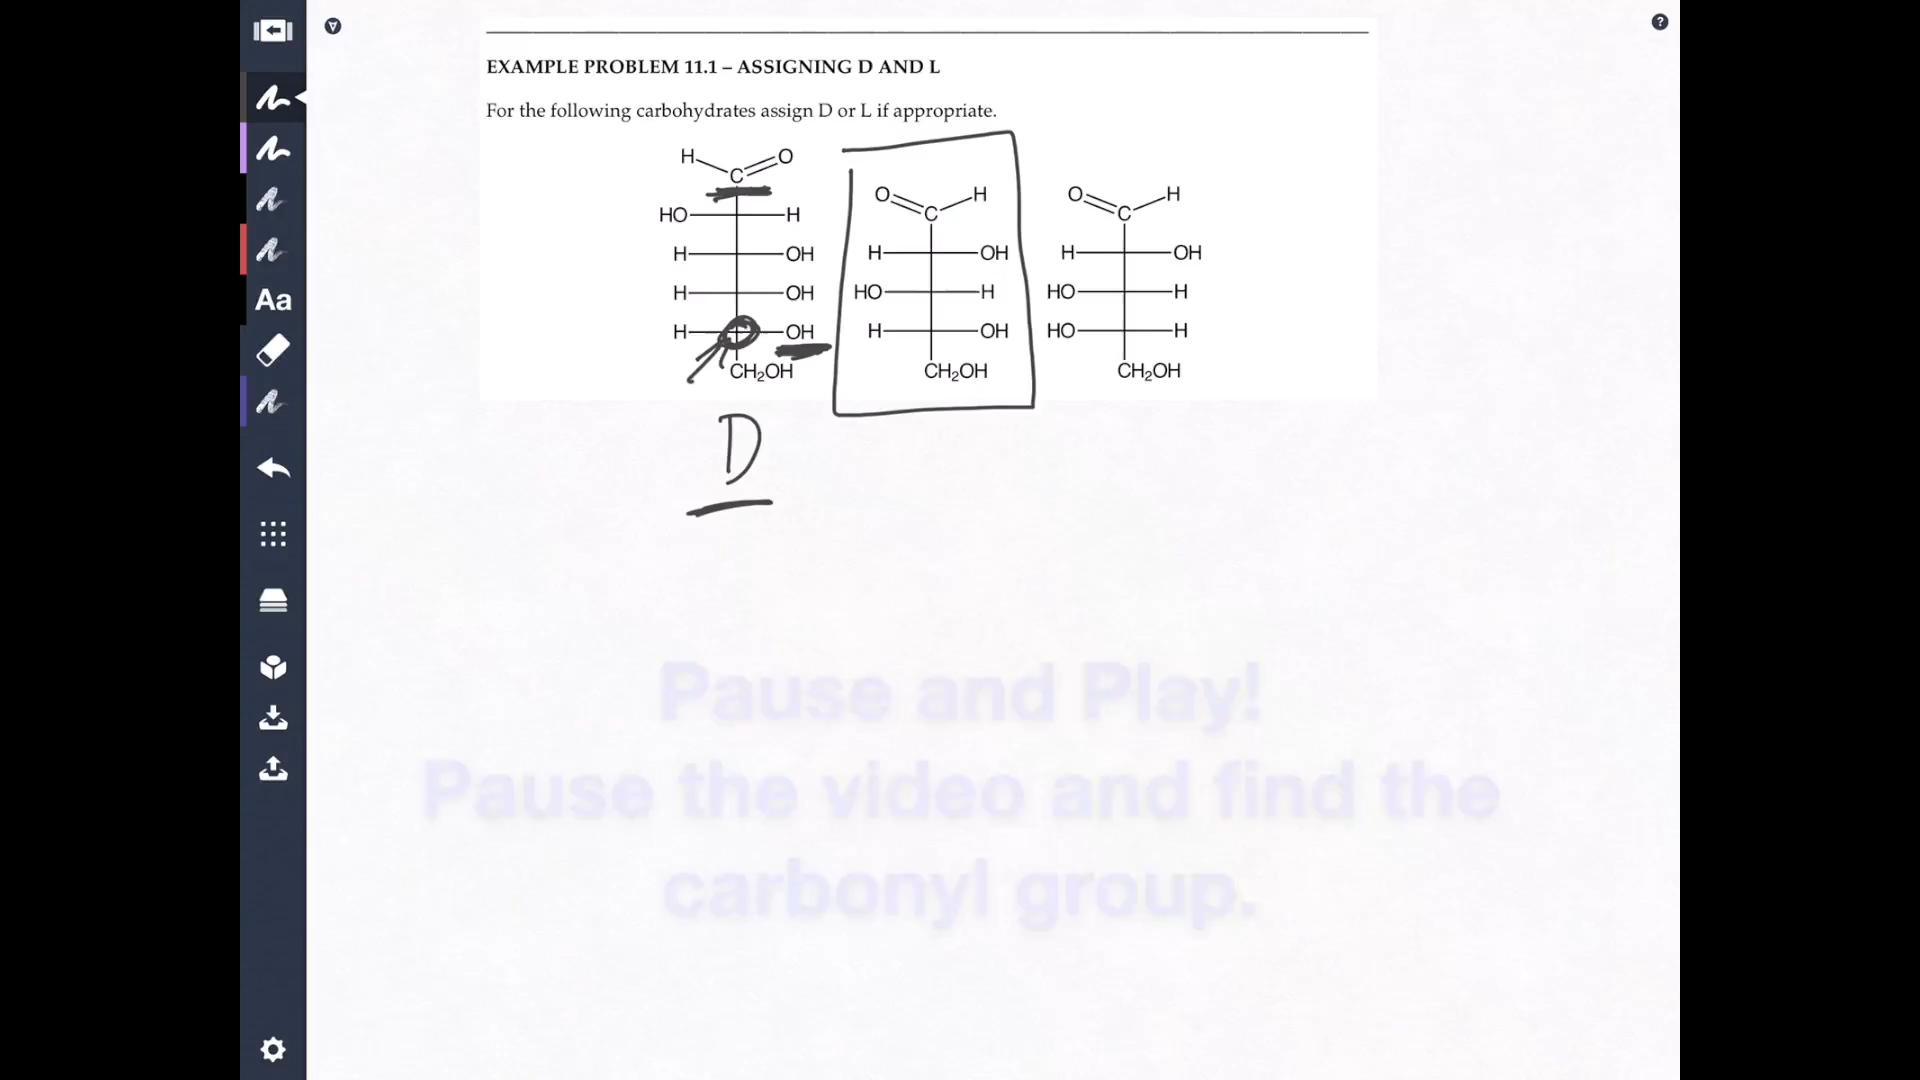 Aa
EXAMPLE PROBLEM 11.1 – ASSIGNING D AND L
For the following carbohydrates assign D or L if appropriate.
H O
C
HO H
H OH
H OH
H OH
CH₂OH
D
O H
C
H OH
HO H
H OH
CH₂OH
O H
C
H OH
HO H
HO H
CH₂OH
Pause and Play!
Pause the video and find the
carbonyl group.
?